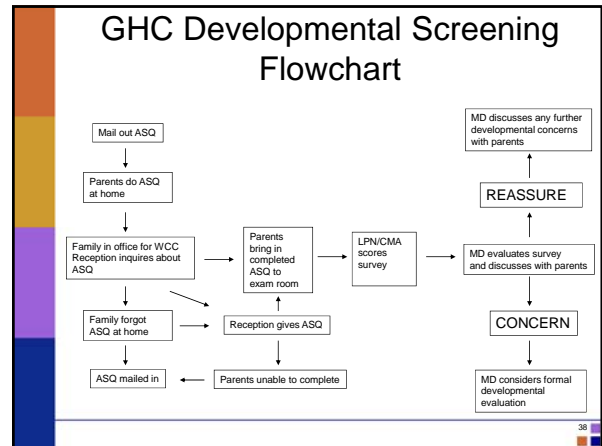 GHC Developmental Screening
Flowchart
Mail out ASQ
Parents do ASQ
at home
Family in office for WCC
Reception inquires about
ASQ
Family forgot
ASQ at home
ASQ mailed in
Parents
bring in
completed
ASQ to
exam room
Reception gives ASQ
Parents unable to complete
LPN/CMA
scores
survey
MD discusses any further
developmental concerns
with parents
REASSURE
MD evaluates survey
and discusses with parents
CONCERN
MD considers formal
developmental
evaluation
38